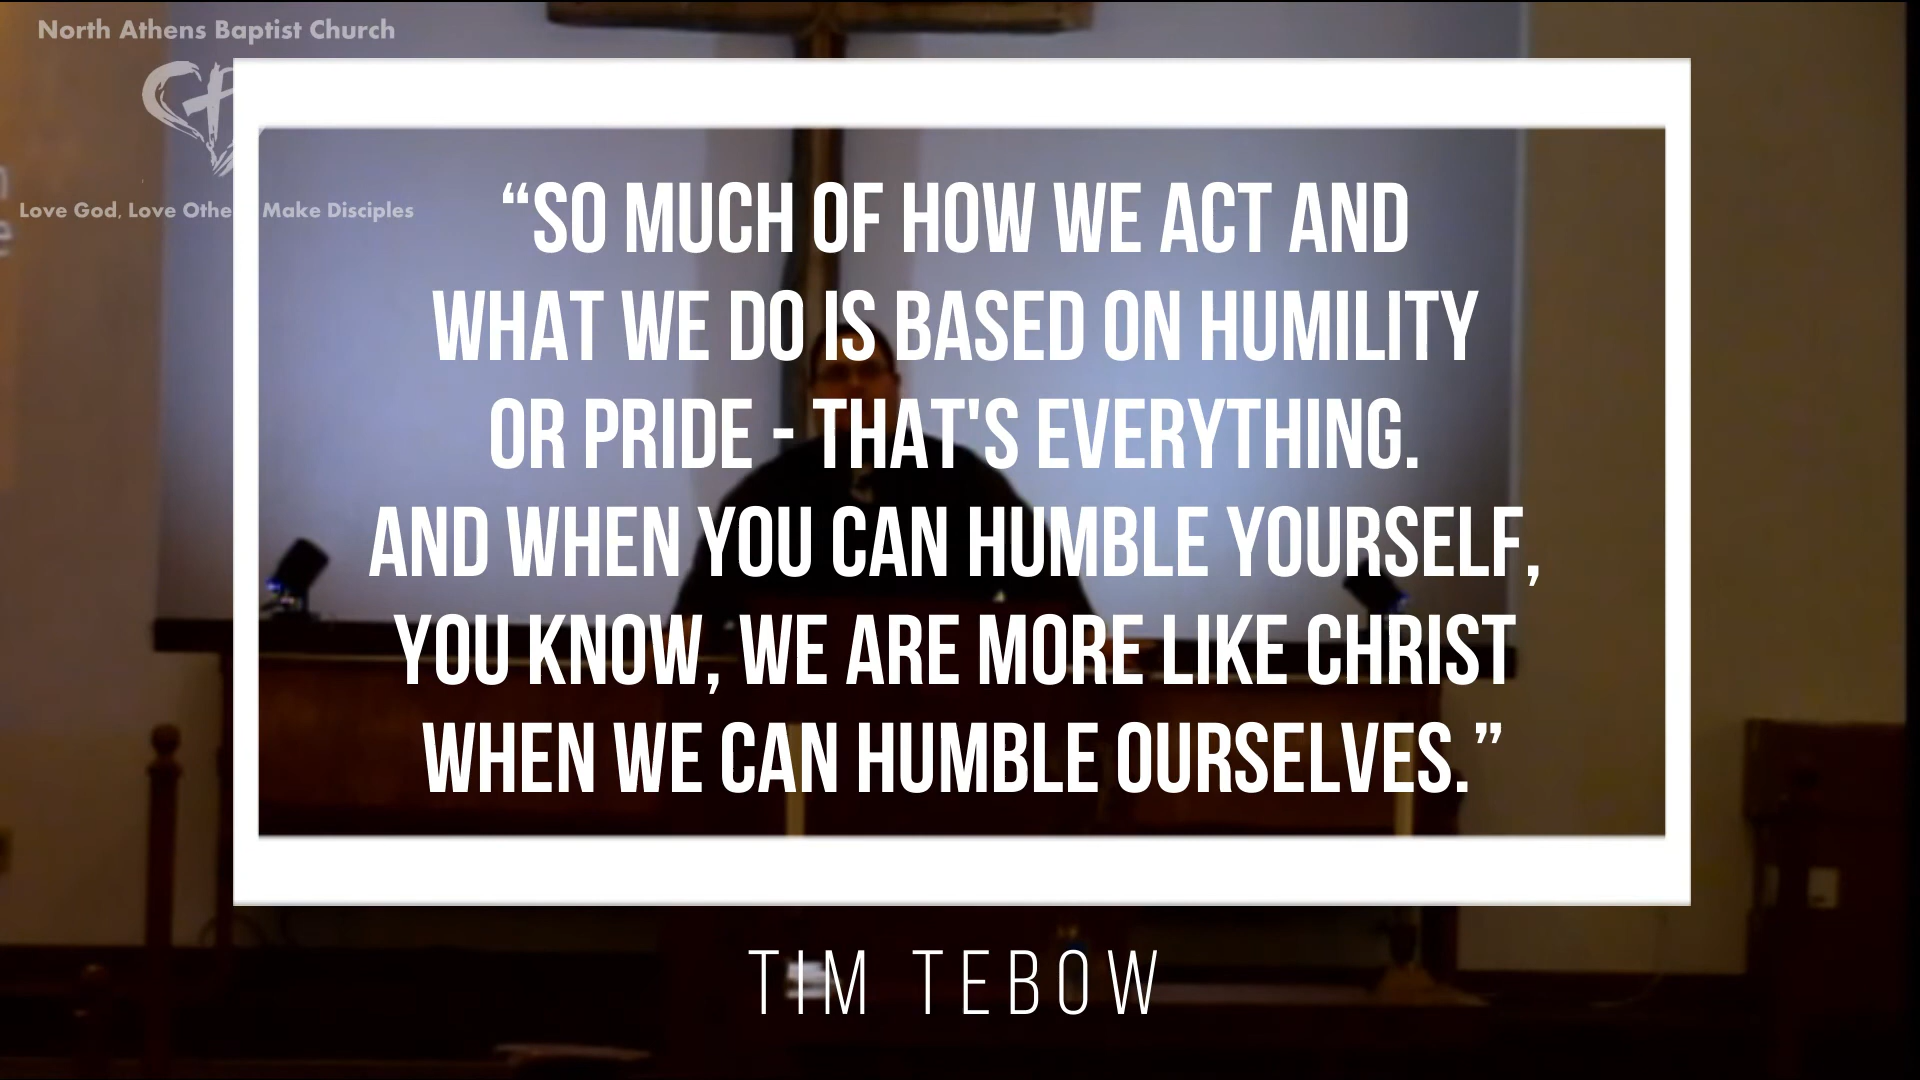 North Athens Baptist Church
Love God, Love Othe Make Disciples
“SO MUCH OF HOW WE ACT AND
WHAT WE DO IS BASED ON HUMILITY
OR PRIDE - THAT'S EVERYTHING.
AND WHEN YOU CAN HUMBLE YOURSELF,
YOU KNOW, WE ARE MORE LIKE CHRIST
WHEN WE CAN HUMBLE OURSELVES.”
TIM TEBOW